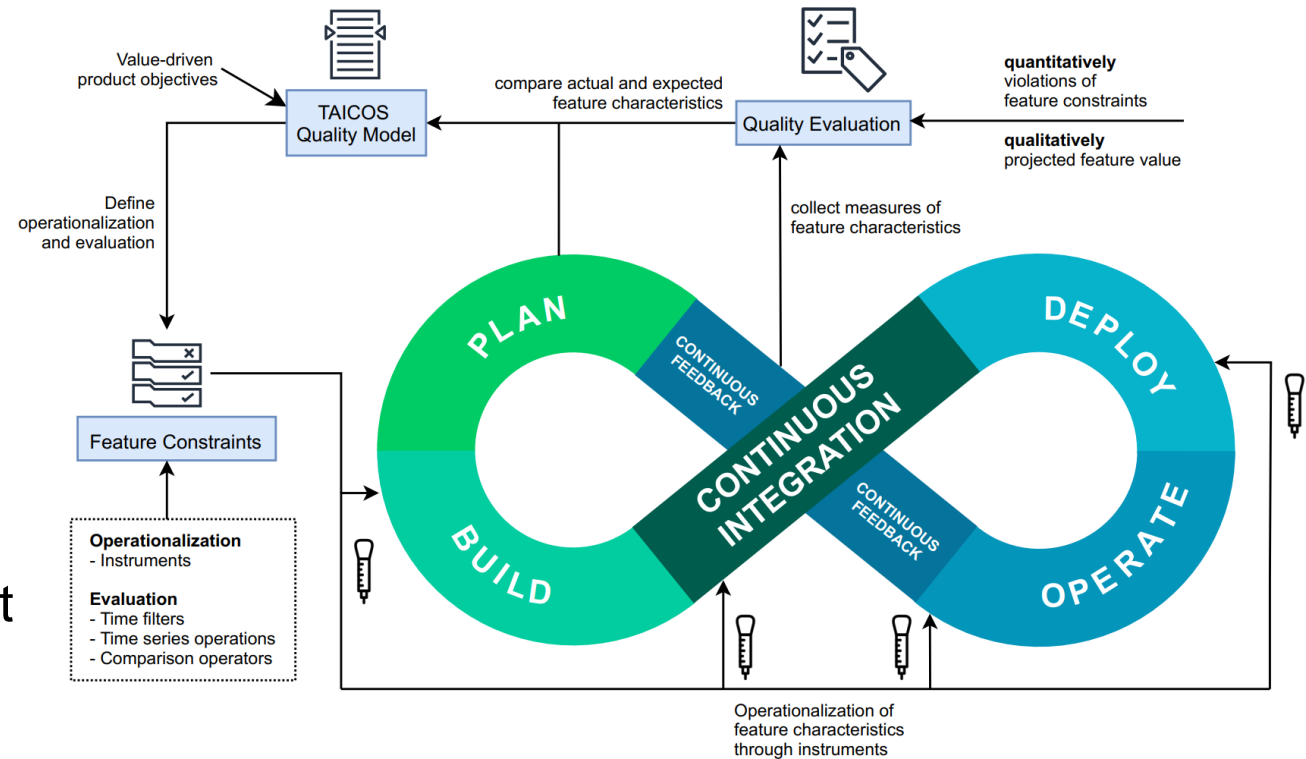 Value-driven
product objectives
TAICOS
Quality Model
compare actual and expected
feature characteristics
Quality Evaluation
quantitatively
violations of
feature constraints
qualitatively
projected feature value
Define
operationalization
and evaluation
collect measures of
feature characteristics
PLAN
CONTINUOUS
FEEDBACK
CONTINUOUS
INTEGRATION
DEPLOY
Feature Constraints
BUILD
CONTINUOUS
FEEDBACK
OPERATE
Operationalization
- Instruments
Evaluation
- Time filters
- Time series operations
- Comparison operators
t
Operationalization of
feature characteristics
through instruments